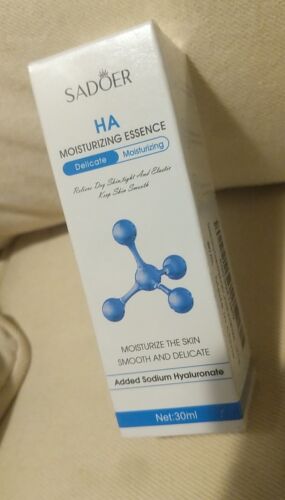 SADOER
HA
MOISTURIZING ESSENCE
Delicate Moisturizing
Relieve Dry Skin,tight And Elastic
Keep Skin Smooth
MOISTURIZE THE SKIN
SMOOTH AND DELICATE
Added Sodium Hyaluronate
Net:30ml